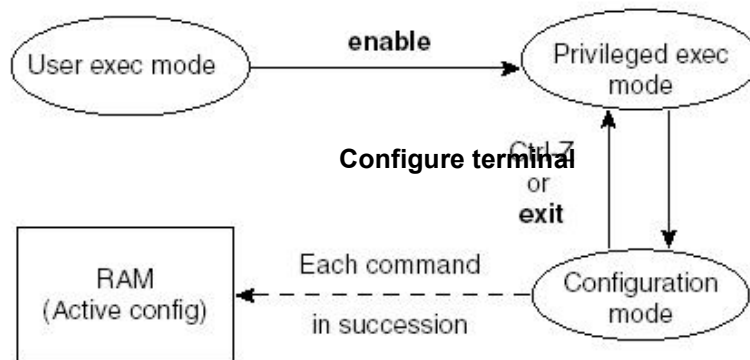 enable
User exec mode
Privileged exec
mode
Configure terminal
Ctrl-Z
or
exit
RAM
(Active config)
Each command
in succession
Configuration
mode